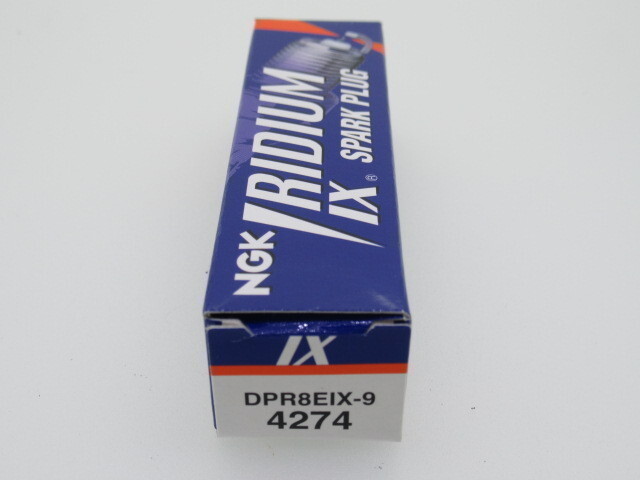 NGK
IRIDIUM
IX®
SPARK PLUG
IX
DPR8EIX-9
4274